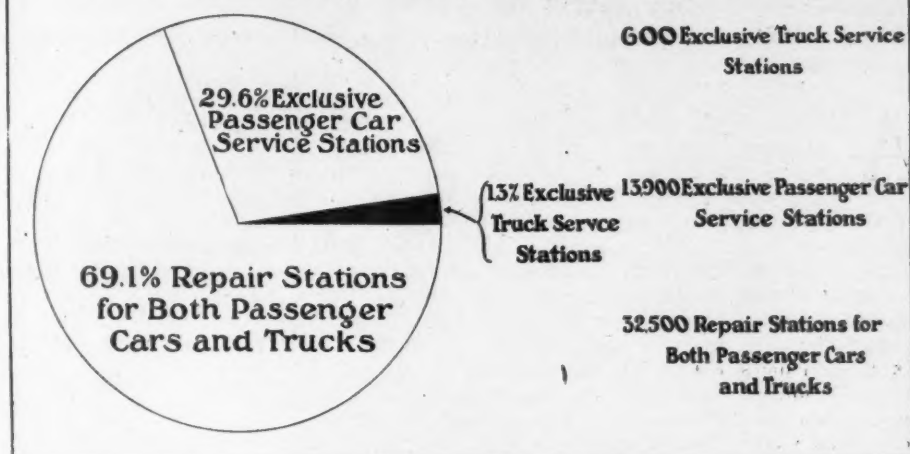 29.6% Exclusive
Passenger Car
Service Stations
69.1% Repair Stations
for Both Passenger
Cars and Trucks
1.3% Exclusive
Truck Servce
Stations
600 Exclusive Truck Service
Stations
13900 Exclusive Passenger Car
Service Stations
32,500 Repair Stations for
Both Passenger Cars
and Trucks